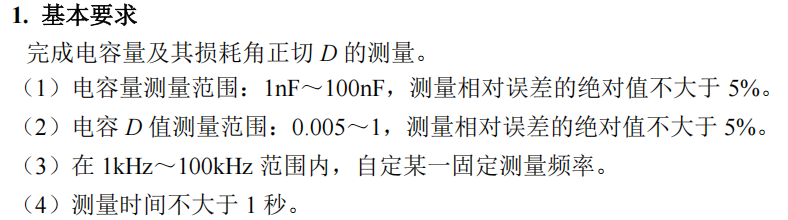 1. 基本要求
完成电容量及其损耗角正切 D 的测量。
（1）电容量测量范围：1nF～100nF，测量相对误差的绝对值不大于 5%。
（2）电容 D 值测量范围：0.005～1，测量相对误差的绝对值不大于 5%。
（3）在 1kHz～100kHz 范围内，自定某一固定测量频率。
（4）测量时间不大于 1 秒。